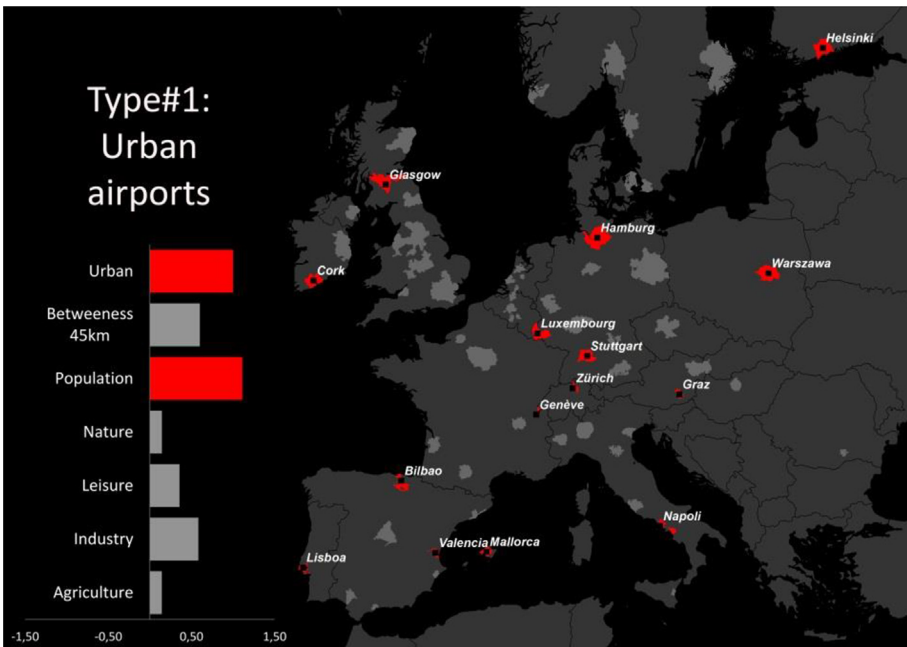 Type#1:
Urban
airports
Urban
Betweeness
45km
Population
Nature
Leisure
Industry
Agriculture
-1,50
-0,50
0,50
1,50
Helsinki
Glasgow
Hamburg
Cork
Warszawa
Luxembourg
Stuttgart
Zürich
Graz
Genève
Bilbao
Napoli
Valencia
Mallorca
Lisboa